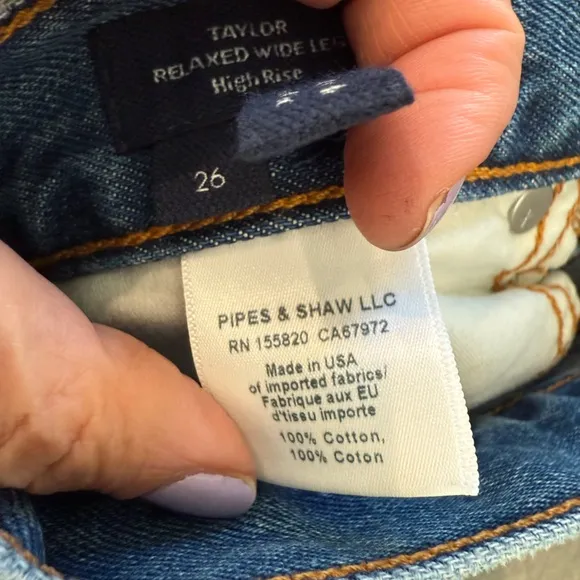 TAYLOR
RELAXED WIDE LEG
High Rise
26
PIPES & SHAW LLC
RN 155820 CA67972
Made in USA
of imported fabrics/
Fabrique aux EU
d'tissu importe
100% Cotton,
100% Coton